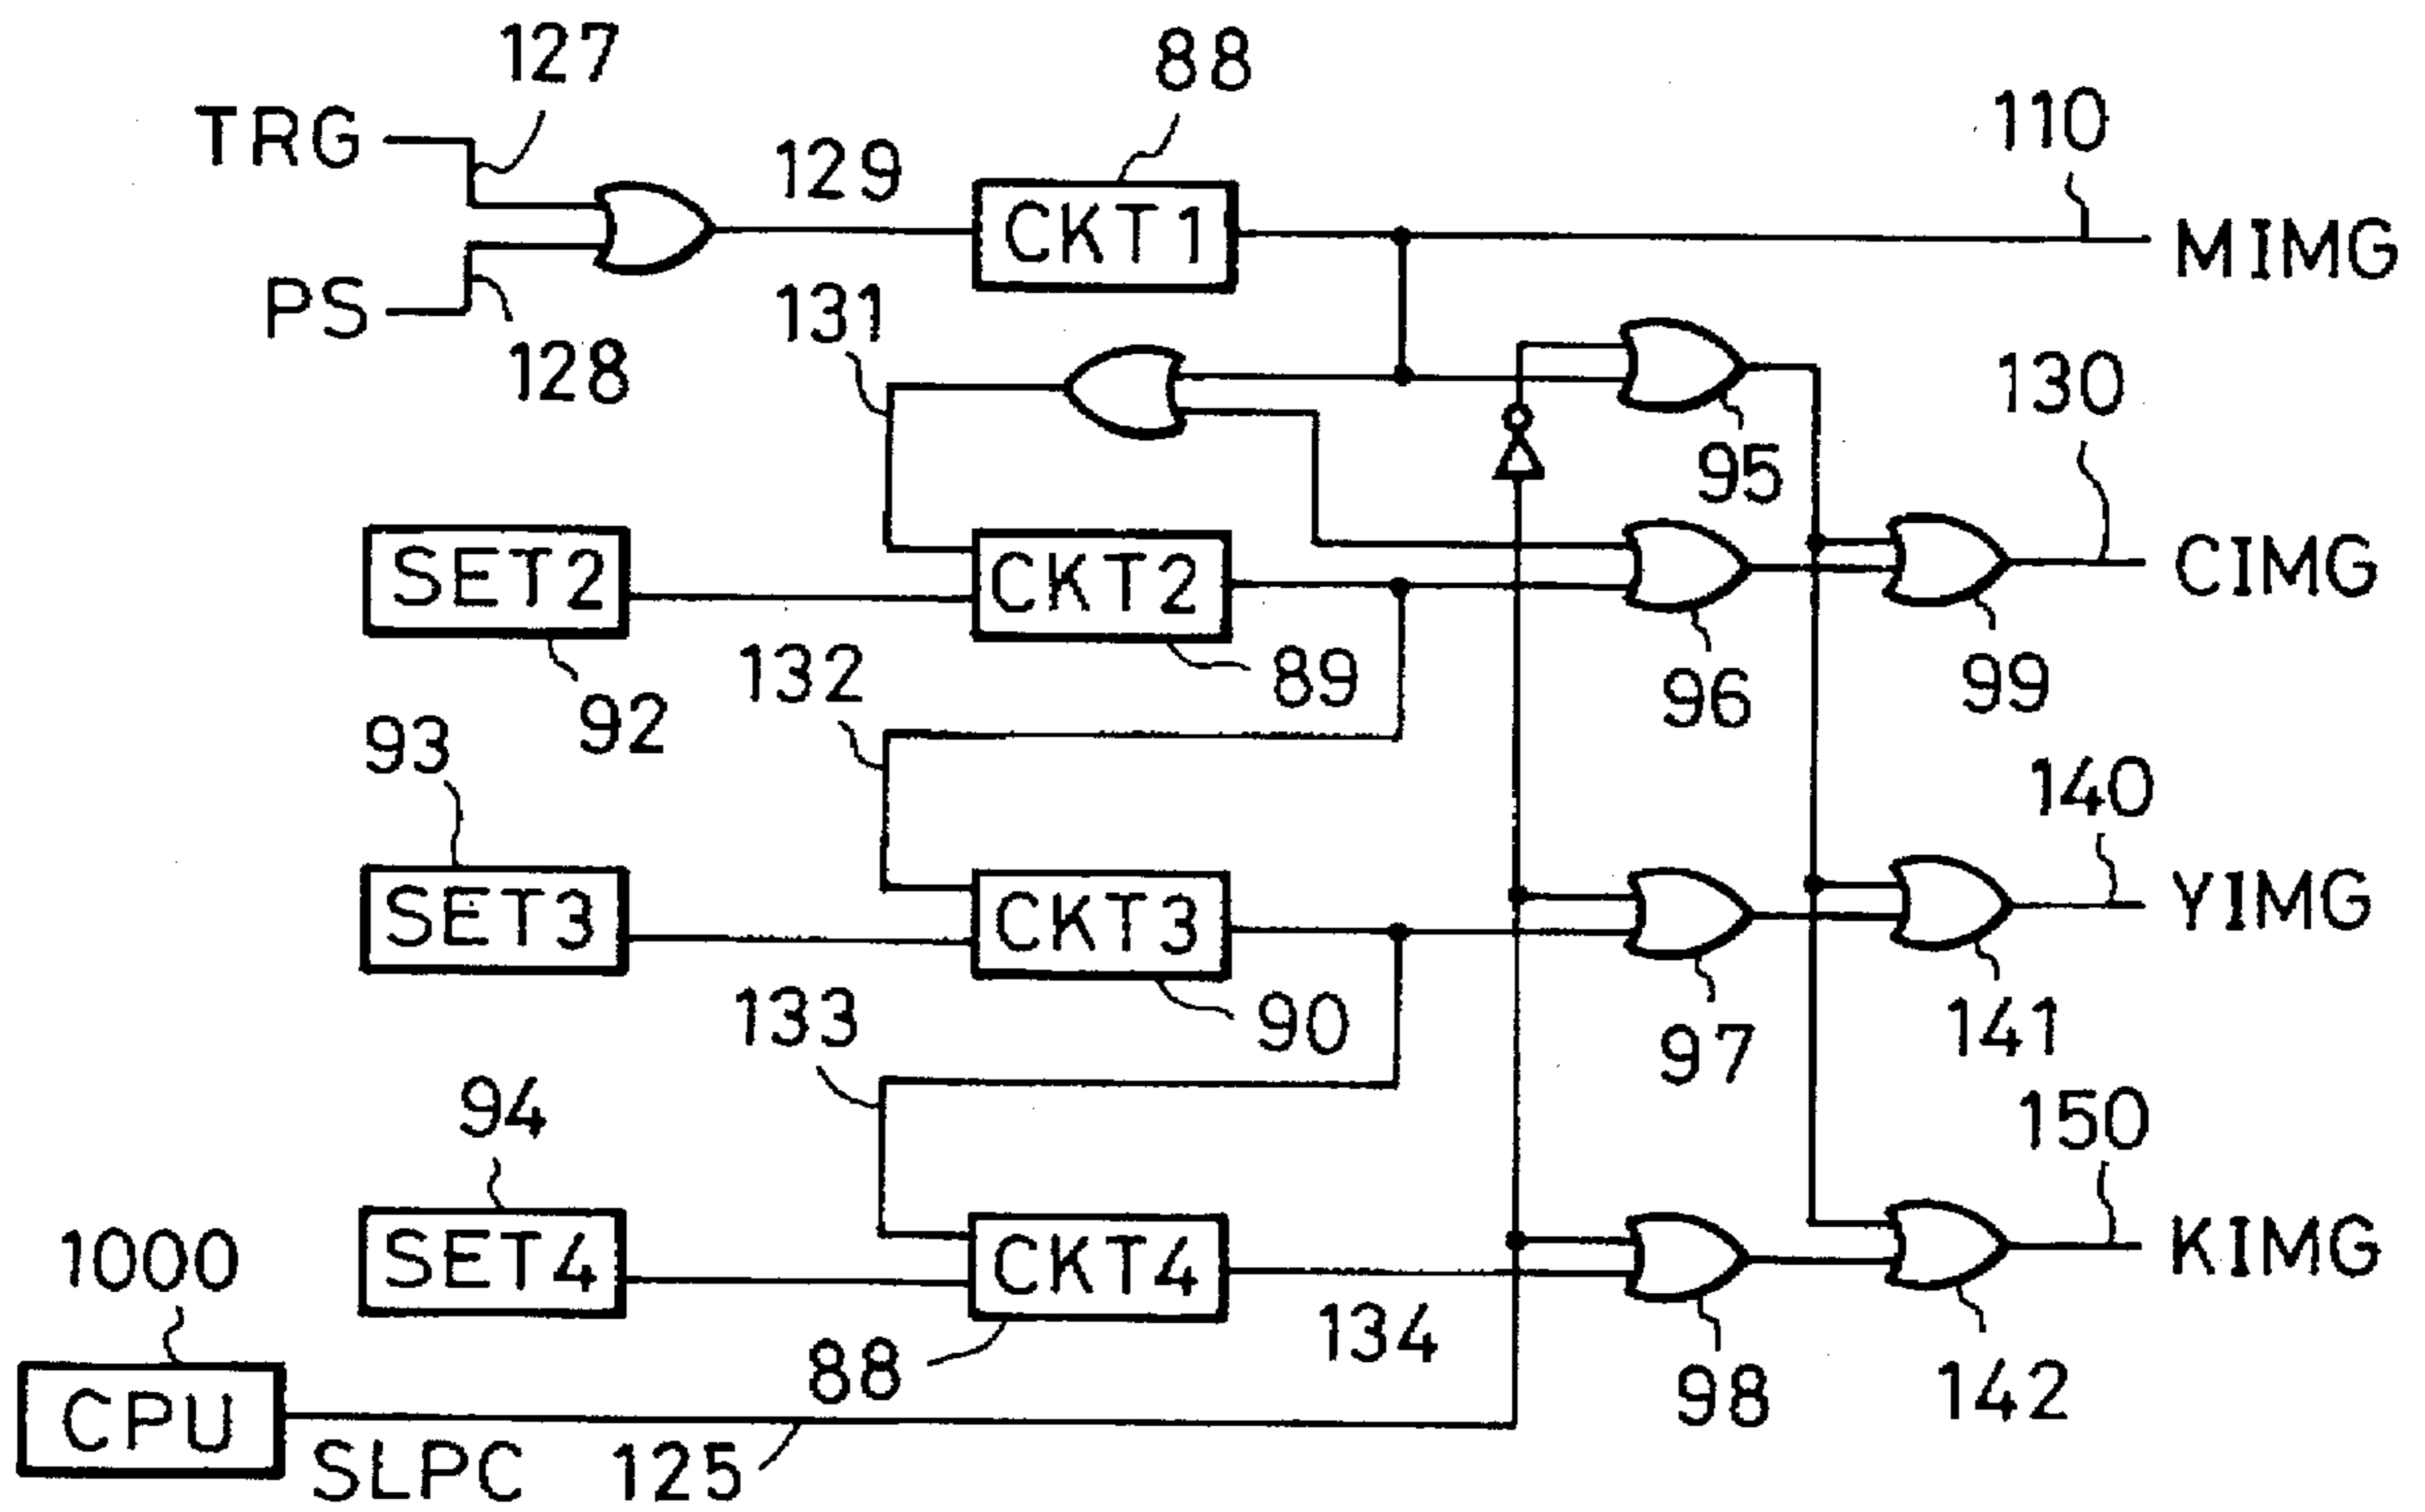 127
88
TRG
129
110
CKT1
MIMG
PS
128
131
130
95
SET2
CKT2
CIMG
132
89
96
99
92
93
140
SET3
CKT3
YIMG
133
90
97
141
94
150
1000
SET4
CKT4
KIMG
134
88
98
142
CPU
SLPC
125